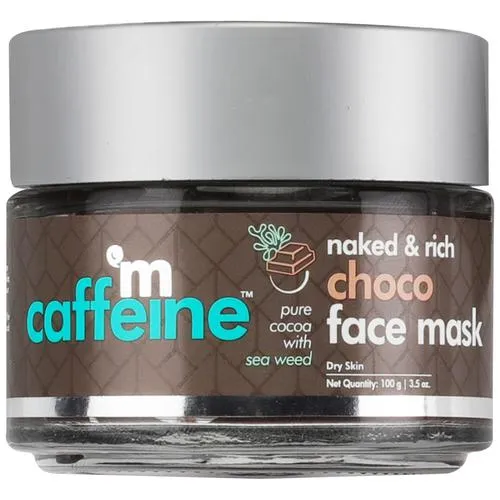 'm
caffeine™
pure
cocoa
with
sea weed
naked & rich
choco
face mask
Dry Skin
Net Quantity: 100 g | 3.5 oz.